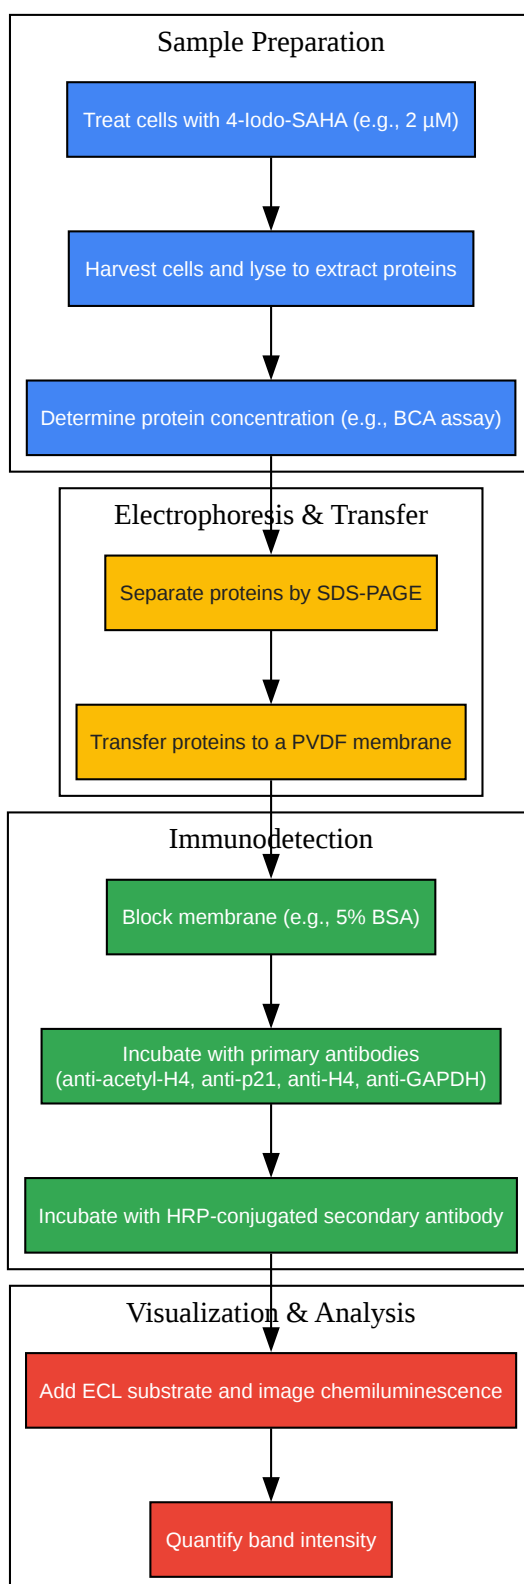 Sample Preparation
Treat cells with 4-Iodo-SAHA (e.g., 2 µM)
Harvest cells and lyse to extract proteins
Determine protein concentration (e.g., BCA assay)
Electrophoresis & Transfer
Separate proteins by SDS-PAGE
Transfer proteins to a PVDF membrane
Immunodetection
Block membrane (e.g., 5% BSA)
Incubate with primary antibodies
(anti-acetyl-H4, anti-p21, anti-H4, anti-GAPDH)
Incubate with HRP-conjugated secondary antibody
Visualization & Analysis
Add ECL substrate and image chemiluminescence
Quantify band intensity